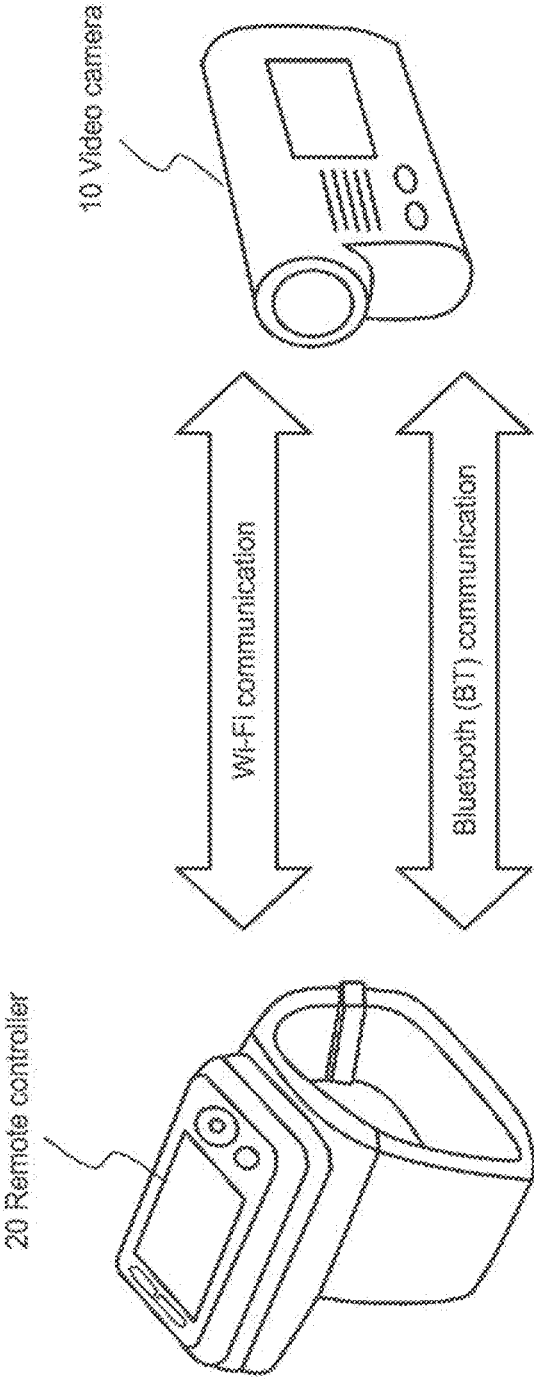 20 Remote controller
10 Video camera
Wi-Fi communication
Bluetooth (BT) communication